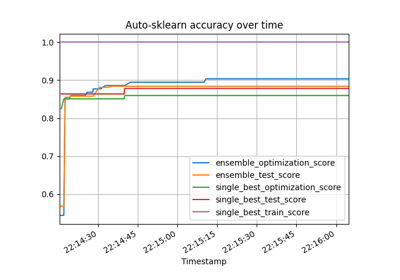 Auto-sklearn accuracy over time
1.0
0.9
0.8
0.7
0.6
ensemble_optimization_score
ensemble_test_score
single_best_optimization_score
single_best_test_score
single_best_train_score
22:14:30
22:14:45
22:15:00
22:15:15
22:15:30
22:15:45
22:16:00
Timestamp